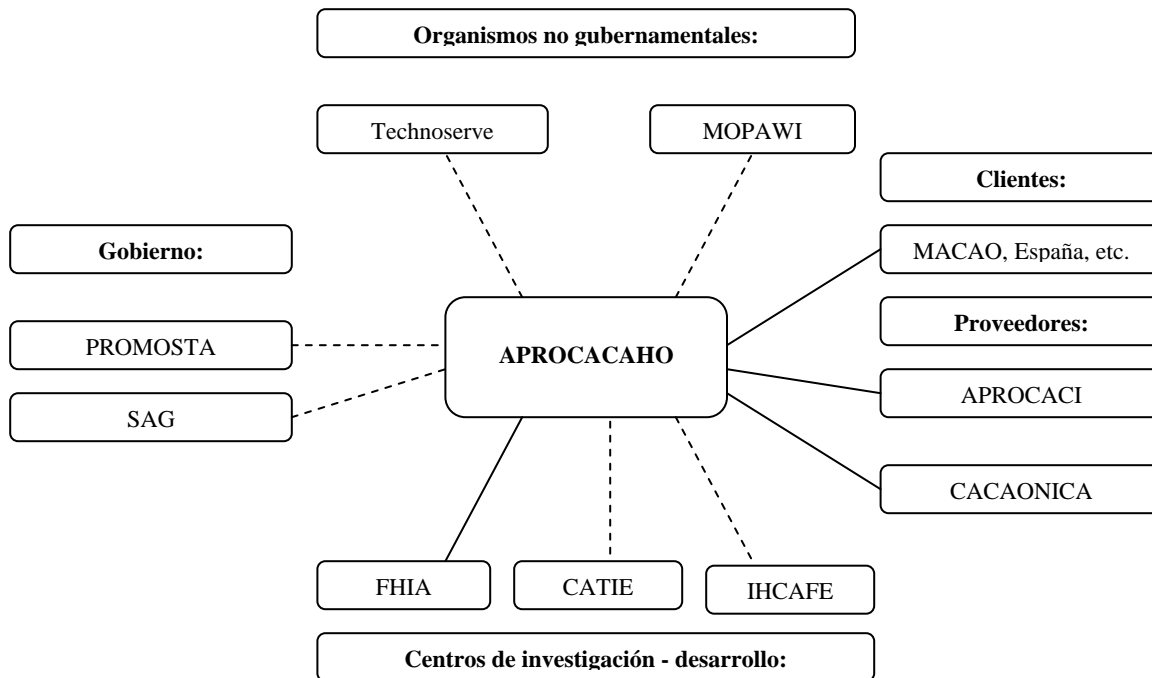 Organismos no gubernamentales:
Technoserve
MOPAWI
Clientes:
Gobierno:
MACAO, España, etc.
Proveedores:
PROMOSTA
APROCACAHO
APROCACI
SAG
CACAONICA
FHIA
CATIE
IHCAFE
Centros de investigación - desarrollo: